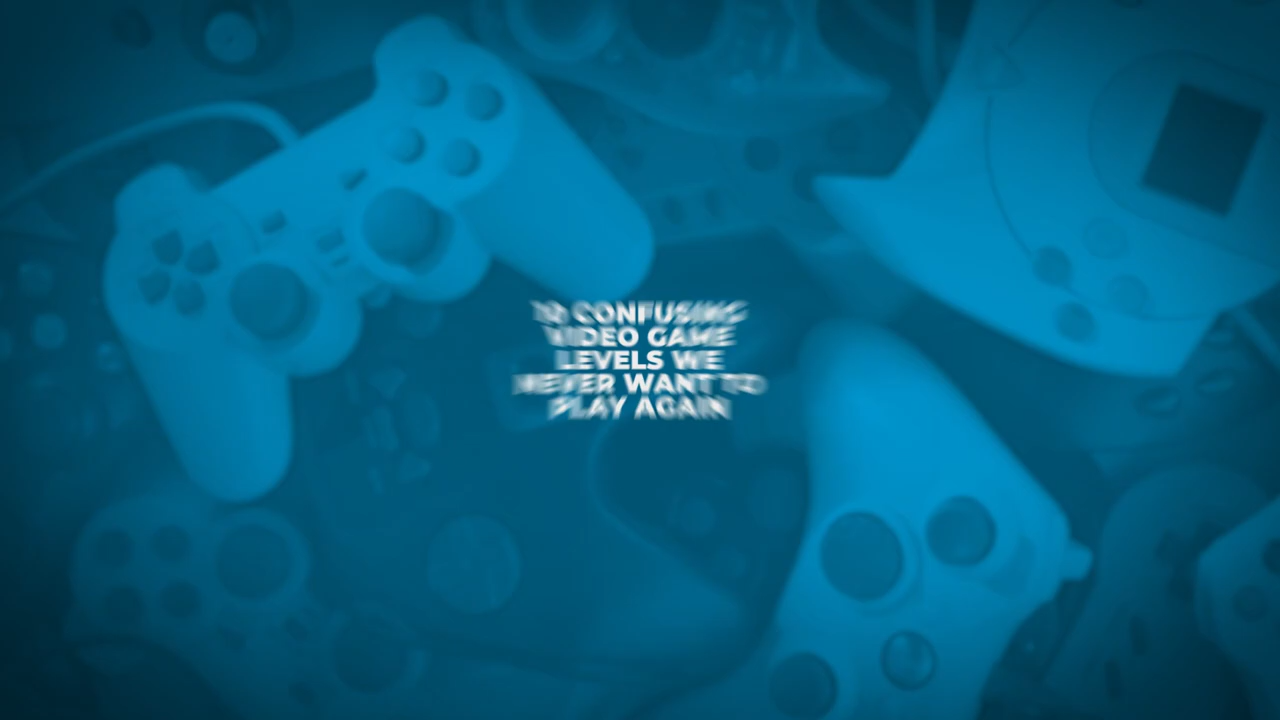 10 CONFUSING
VIDEO GAME
LEVELS WE
NEVER WANT TO
PLAY AGAIN